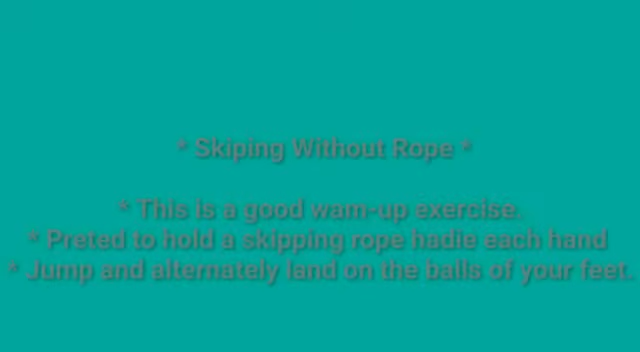 * Skiping Without Rope *
* This is a good wam-up exercise.
* Preted to hold a skipping rope hadie each hand
* Jump and alternately land on the balls of your feet.